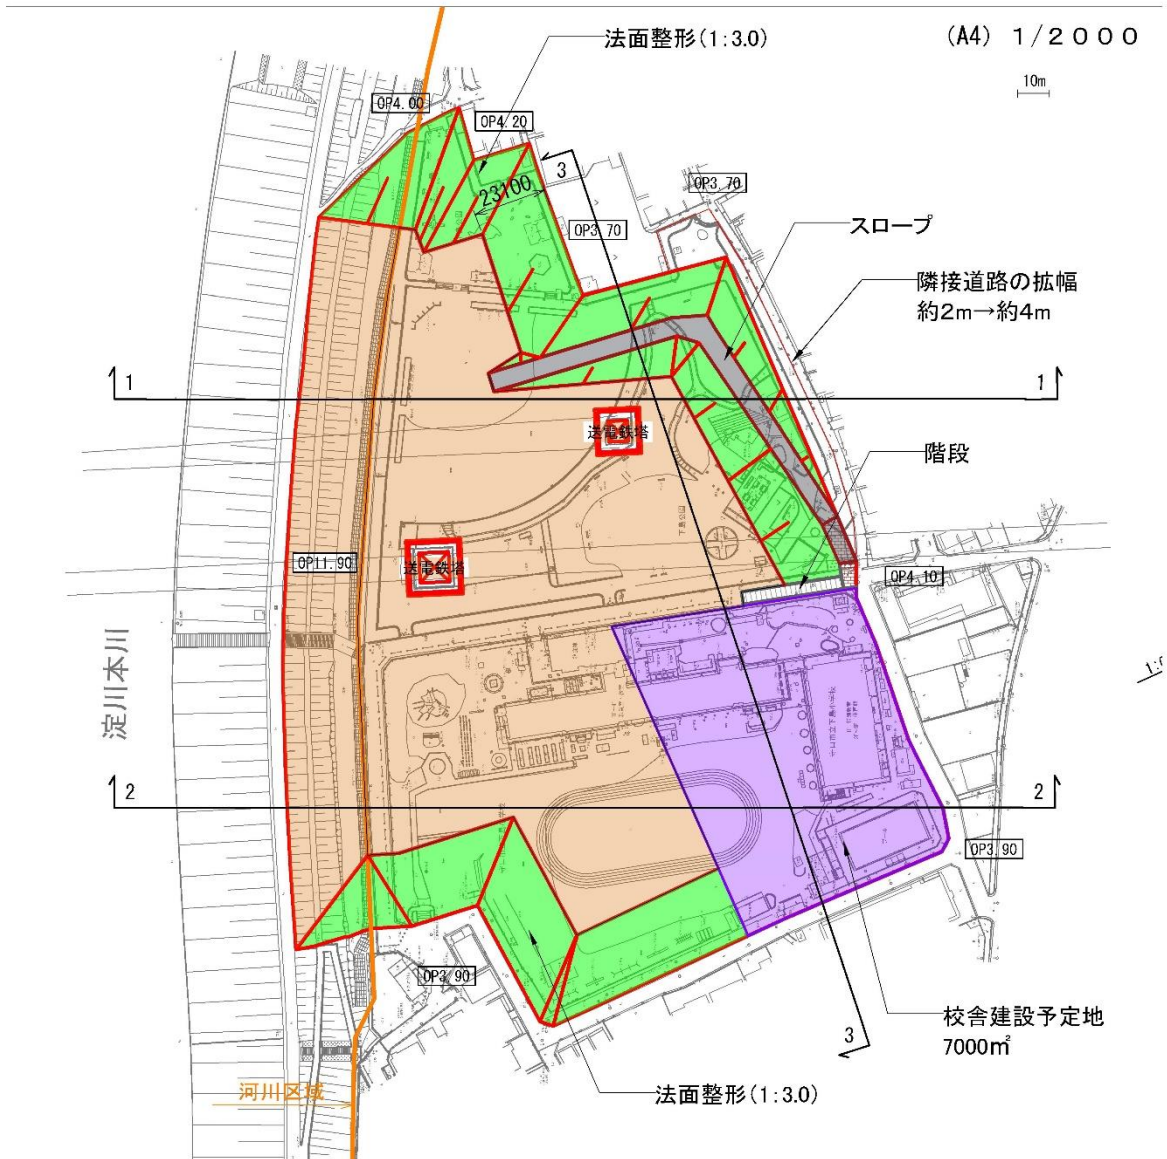 法面整形(1:3.0)
(A4) 1/2000
10m
OP4.00
OP4.20
3
OP3.70
23100
OP3.70
スロープ
隣接道路の拡幅
約2m→約4m
1
1
送電鉄塔
階段
下島公園
OP11.90
送電鉄塔
OP4.10
淀川本川
2
2
OP3.90
OP3.90
校舎建設予定地
7000㎡
3
河川区域
法面整形(1:3.0)